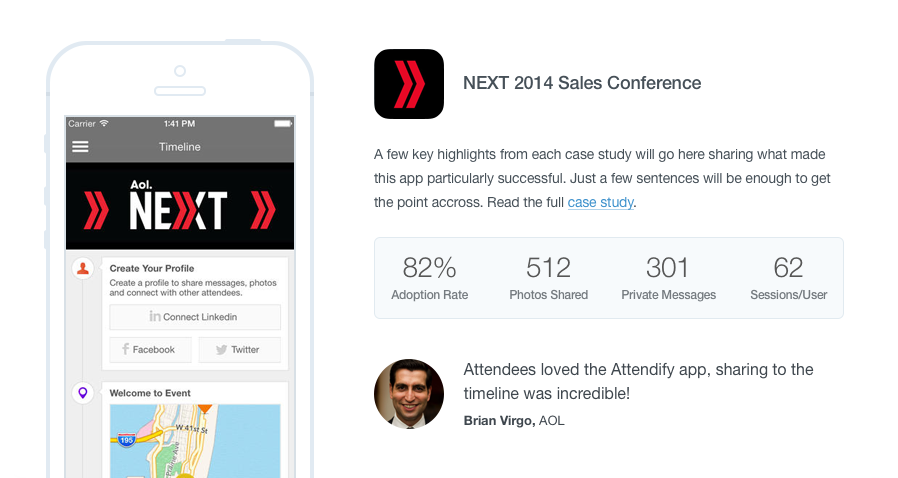 Carrier 1:41 PM
Timeline
Aol.
NEXT
Create Your Profile
Create a profile to share messages, photos
and connect with other attendees.
in Connect Linkedin
f Facebook
Twitter
Welcome to Event
195
W 41st St
Prairie Ave
NEXT 2014 Sales Conference
A few key highlights from each case study will go here sharing what made
this app particularly successful. Just a few sentences will be enough to get
the point accross. Read the full case study.
82% 512 301 62
Adoption Rate Photos Shared Private Messages Sessions/User
Attendees loved the Attendify app, sharing to the
timeline was incredible!
Brian Virgo, AOL